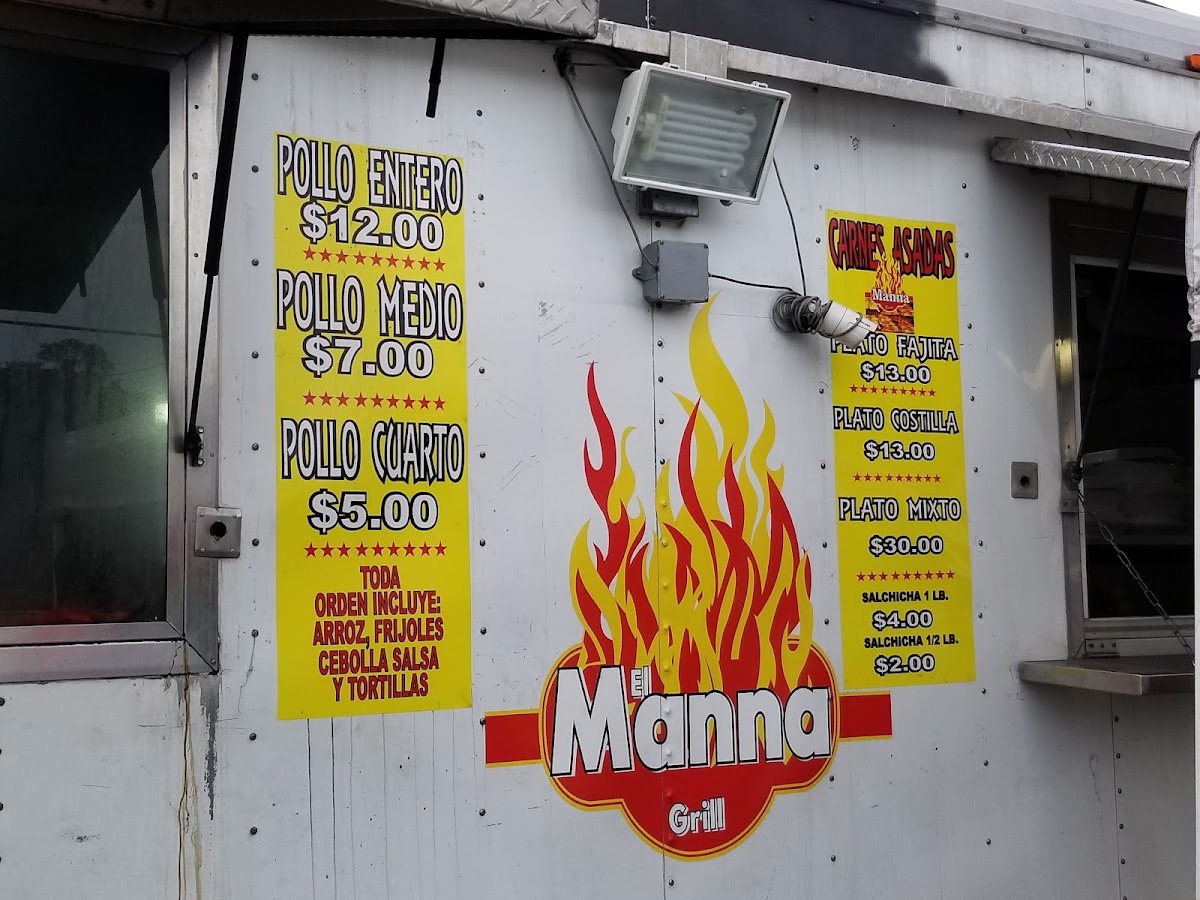 POLLO ENTERO
$12.00
POLLO MEDIO
$7.00
POLLO CUARTO
$5.00
TODA
ORDEN INCLUYE:
ARROZ, FRIJOLES
CEBOLLA SALSA
Y TORTILLAS
El
Manna
Grill
CARNES ASADAS
Manna
PLATO FAJITA
$13.00
PLATO COSTILLA
$13.00
PLATO MIXTO
$30.00
SALCHICHA 1 LB.
$4.00
SALCHICHA 1/2 LB.
$2.00